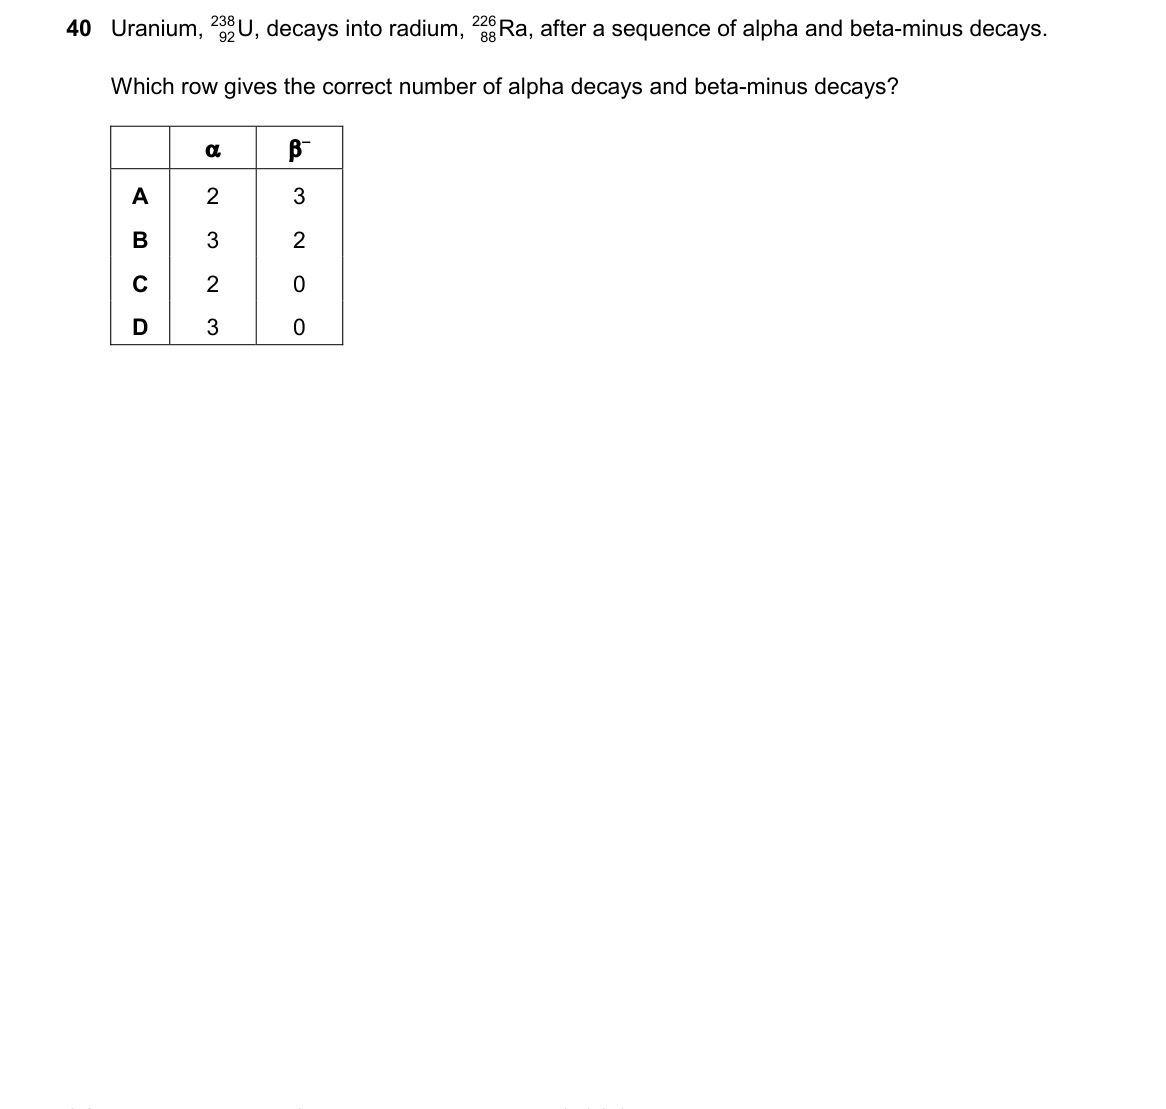 40 Uranium, ²³⁸₉₂U, decays into radium, ²²⁶₈₈Ra, after a sequence of alpha and beta-minus decays.
Which row gives the correct number of alpha decays and beta-minus decays?
α β⁻
A 2 3
B 3 2
C 2 0
D 3 0